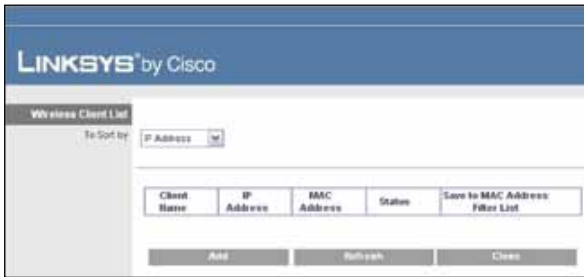 LINKSYS® by Cisco
Wireless Client List
To Sort by IP Address
Client Name IP Address MAC Address Status Save to MAC Address Filter List
Add Refresh Close